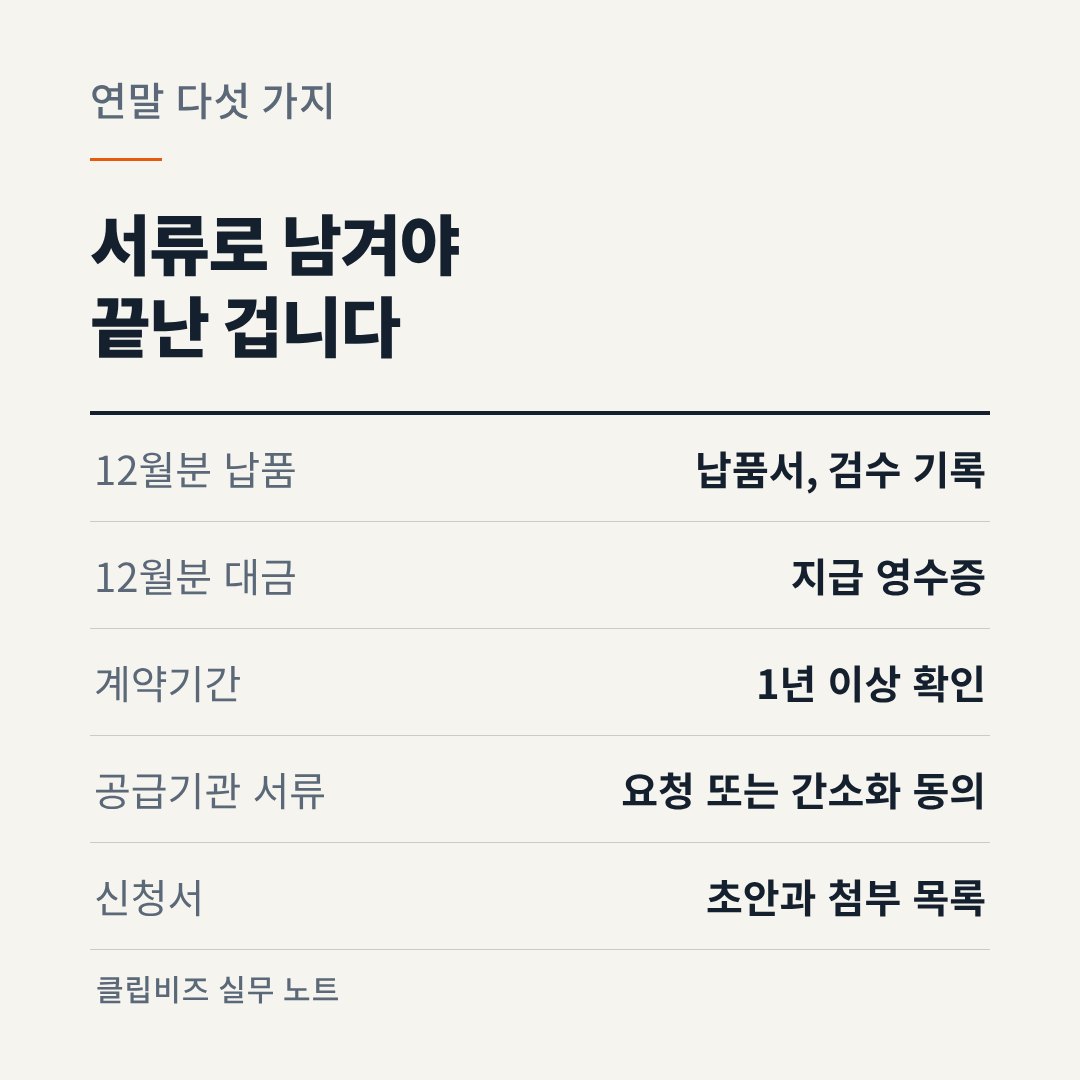 연말 다섯 가지
서류로 남겨야
끝난 겁니다
12월분 납품 납품서, 검수 기록
12월분 대금 지급 영수증
계약기간 1년 이상 확인
공급기관 서류 요청 또는 간소화 동의
신청서 초안과 첨부 목록
클립비즈 실무 노트